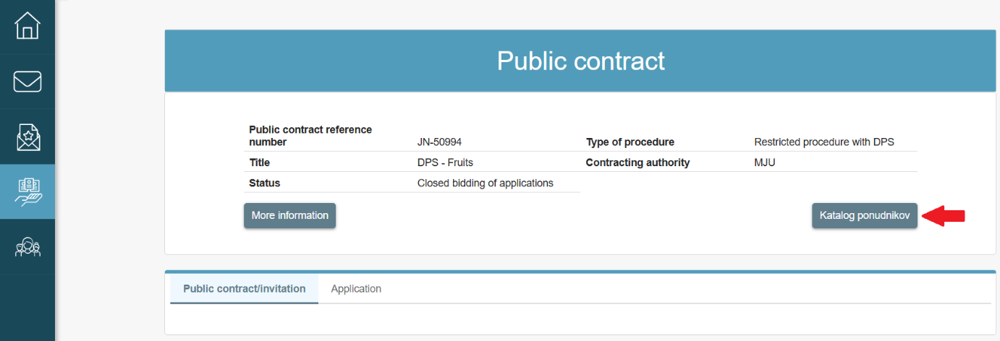 Public contract
Public contract reference
number
JN-50994
Type of procedure
Restricted procedure with DPS
Title
DPS - Fruits
Contracting authority
MJU
Status
Closed bidding of applications
More information
Katalog ponudnikov
Public contract/invitation
Application